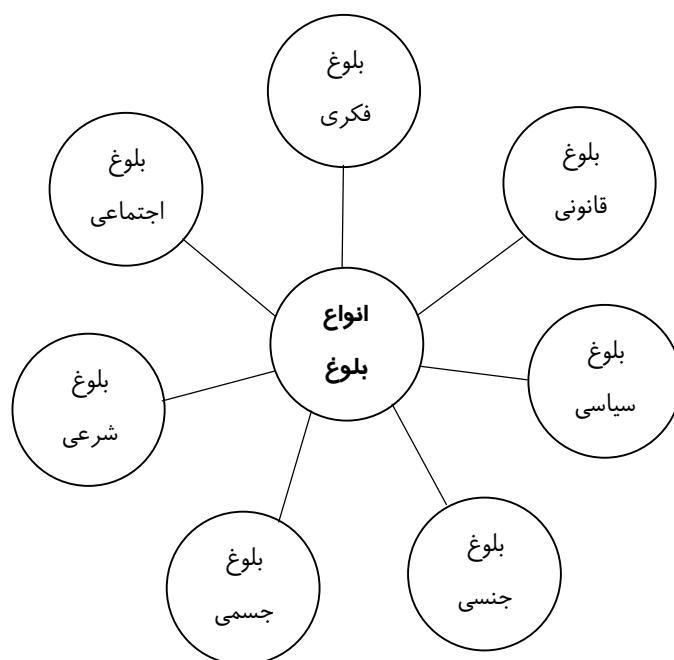 بلوغ
فکری
بلوغ
قانونی
بلوغ
اجتماعی
انواع
بلوغ
بلوغ
سیاسی
بلوغ
شرعی
بلوغ
جنسی
بلوغ
جسمی